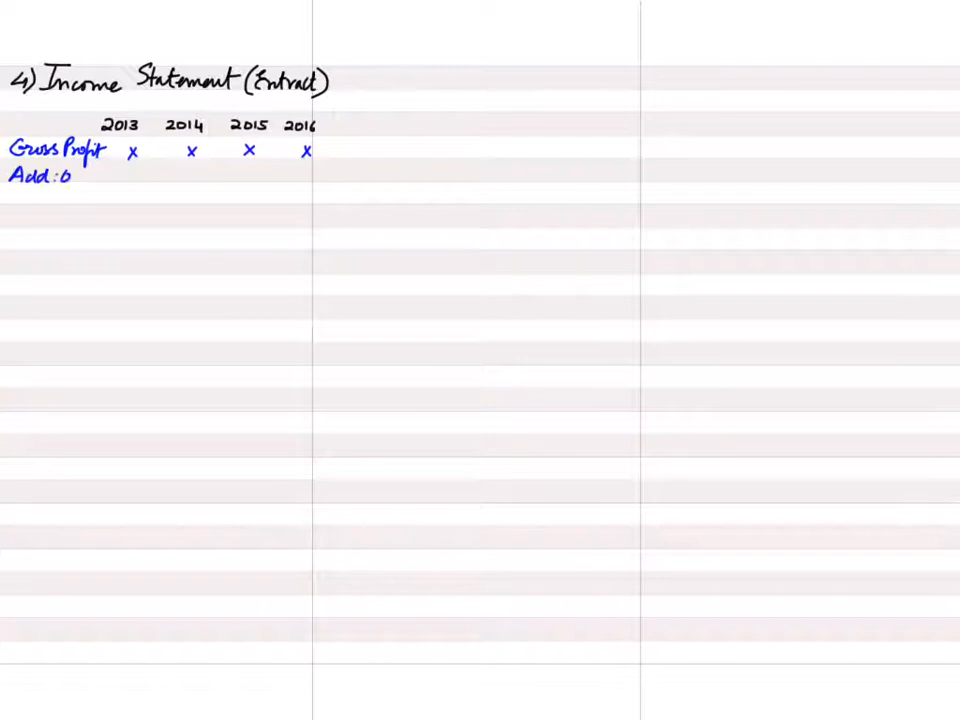 4) Income Statement (Extract)
2013 2014 2015 2016
Gross Profit x x x x
Add: O